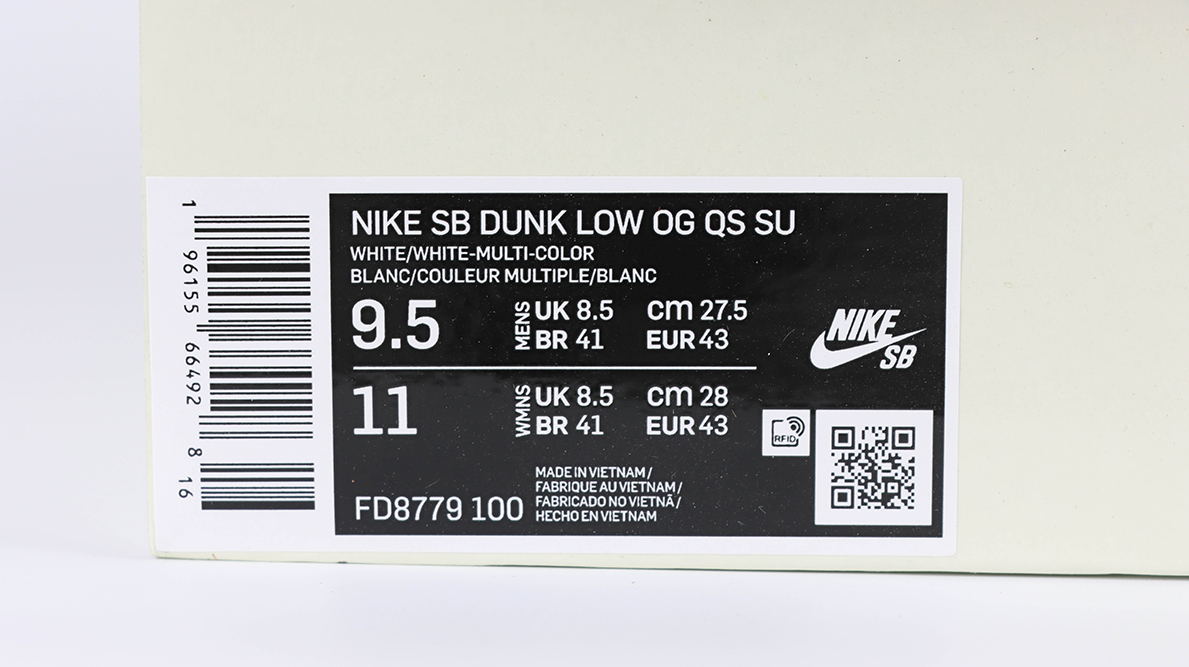 1
96155
66492
8
16
NIKE SB DUNK LOW OG QS SU
WHITE/WHITE-MULTI-COLOR
BLANC/COULEUR MULTIPLE/BLANC
9.5
MENS
UK 8.5 cm 27.5
BR 41 EUR 43
11
WMNS
UK 8.5 cm 28
BR 41 EUR 43
NIKE
SB
RFID
FD8779 100
MADE IN VIETNAM /
FABRIQUE AU VIETNAM /
FABRICADO NO VIETNÃ /
HECHO EN VIETNAM